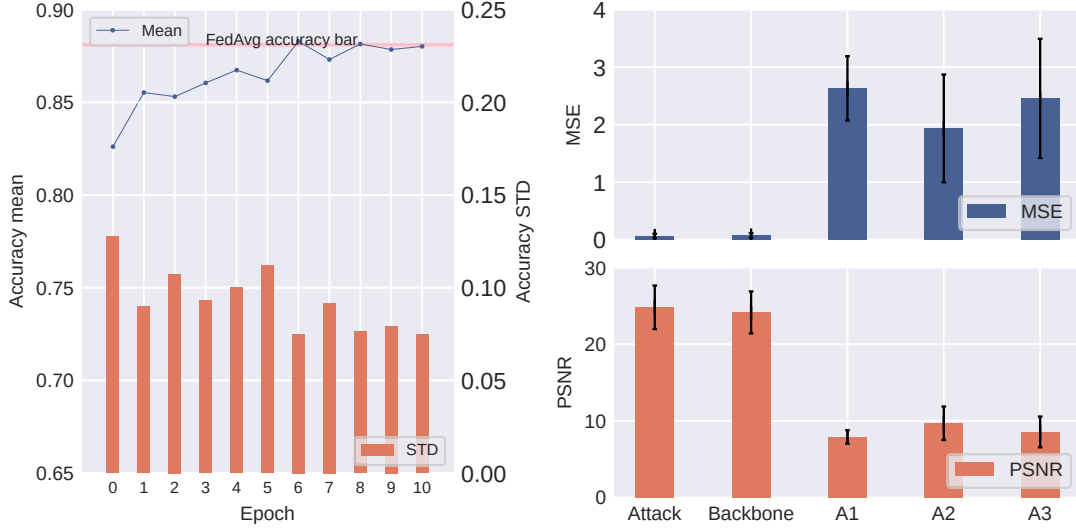 0.90
0.85
0.80
0.75
0.70
0.65
Accuracy mean
Mean
FedAvg accuracy bar
STD
0 1 2 3 4 5 6 7 8 9 10
Epoch
0.25
0.20
0.15
0.10
0.05
0.00
Accuracy STD
4
3
2
1
0
MSE
MSE
30
20
10
0
PSNR
PSNR
Attack Backbone A1 A2 A3